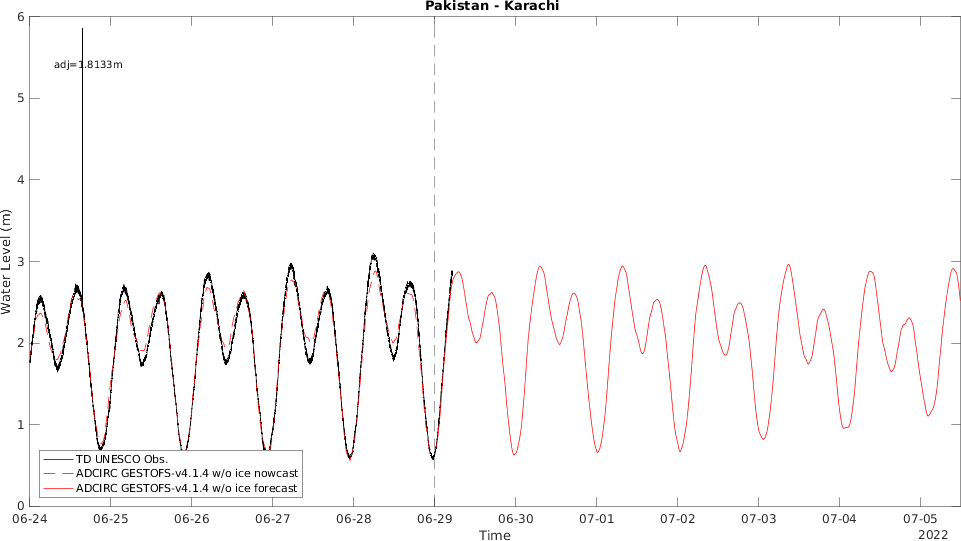 Pakistan - Karachi
6
adj=1.8133m
5
4
3
2
1
0
Water Level (m)
TD UNESCO Obs.
ADCIRC GESTOFS-v4.1.4 w/o ice nowcast
ADCIRC GESTOFS-v4.1.4 w/o ice forecast
06-24 06-25 06-26 06-27 06-28 06-29 06-30 07-01 07-02 07-03 07-04 07-05
Time
2022